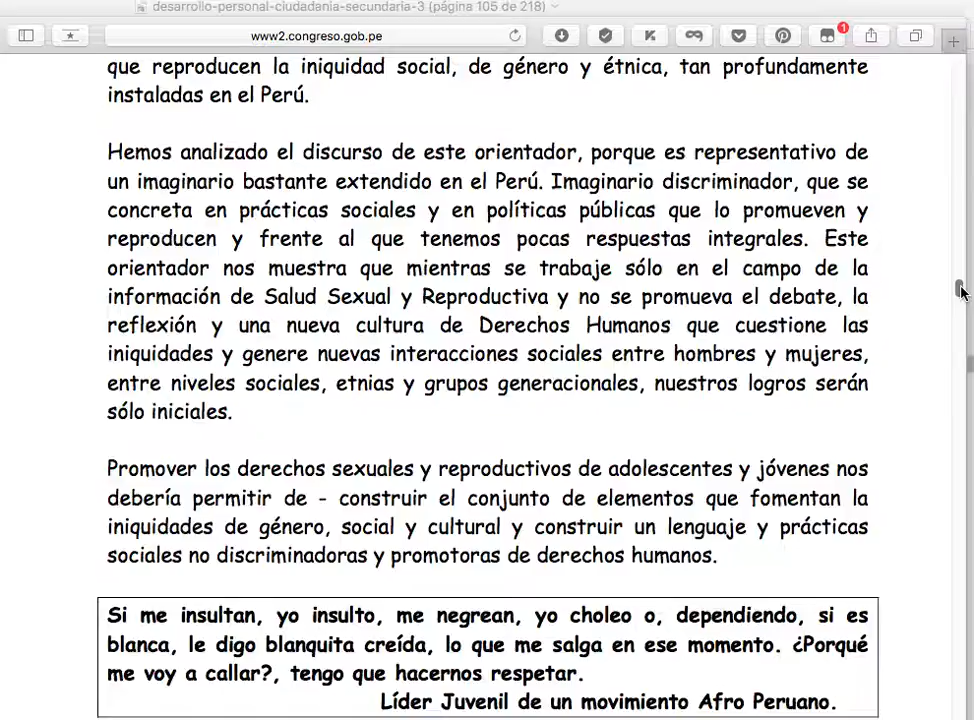 desarrollo-personal-ciudadania-secundaria-3 (página 105 de 218)
www2.congreso.gob.pe
1
que reproducen la iniquidad social, de género y étnica, tan profundamente
instaladas en el Perú.
Hemos analizado el discurso de este orientador, porque es representativo de
un imaginario bastante extendido en el Perú. Imaginario discriminador, que se
concreta en prácticas sociales y en políticas públicas que lo promueven y
reproducen y frente al que tenemos pocas respuestas integrales. Este
orientador nos muestra que mientras se trabaje sólo en el campo de la
información de Salud Sexual y Reproductiva y no se promueva el debate, la
reflexión y una nueva cultura de Derechos Humanos que cuestione las
iniquidades y genere nuevas interacciones sociales entre hombres y mujeres,
entre niveles sociales, etnias y grupos generacionales, nuestros logros serán
sólo iniciales.
Promover los derechos sexuales y reproductivos de adolescentes y jóvenes nos
debería permitir de - construir el conjunto de elementos que fomentan la
iniquidades de género, social y cultural y construir un lenguaje y prácticas
sociales no discriminadoras y promotoras de derechos humanos.
Si me insultan, yo insulto, me negrean, yo choleo o, dependiendo, si es
blanca, le digo blanquita creída, lo que me salga en ese momento. ¿Porqué
me voy a callar?, tengo que hacernos respetar.
Líder Juvenil de un movimiento Afro Peruano.